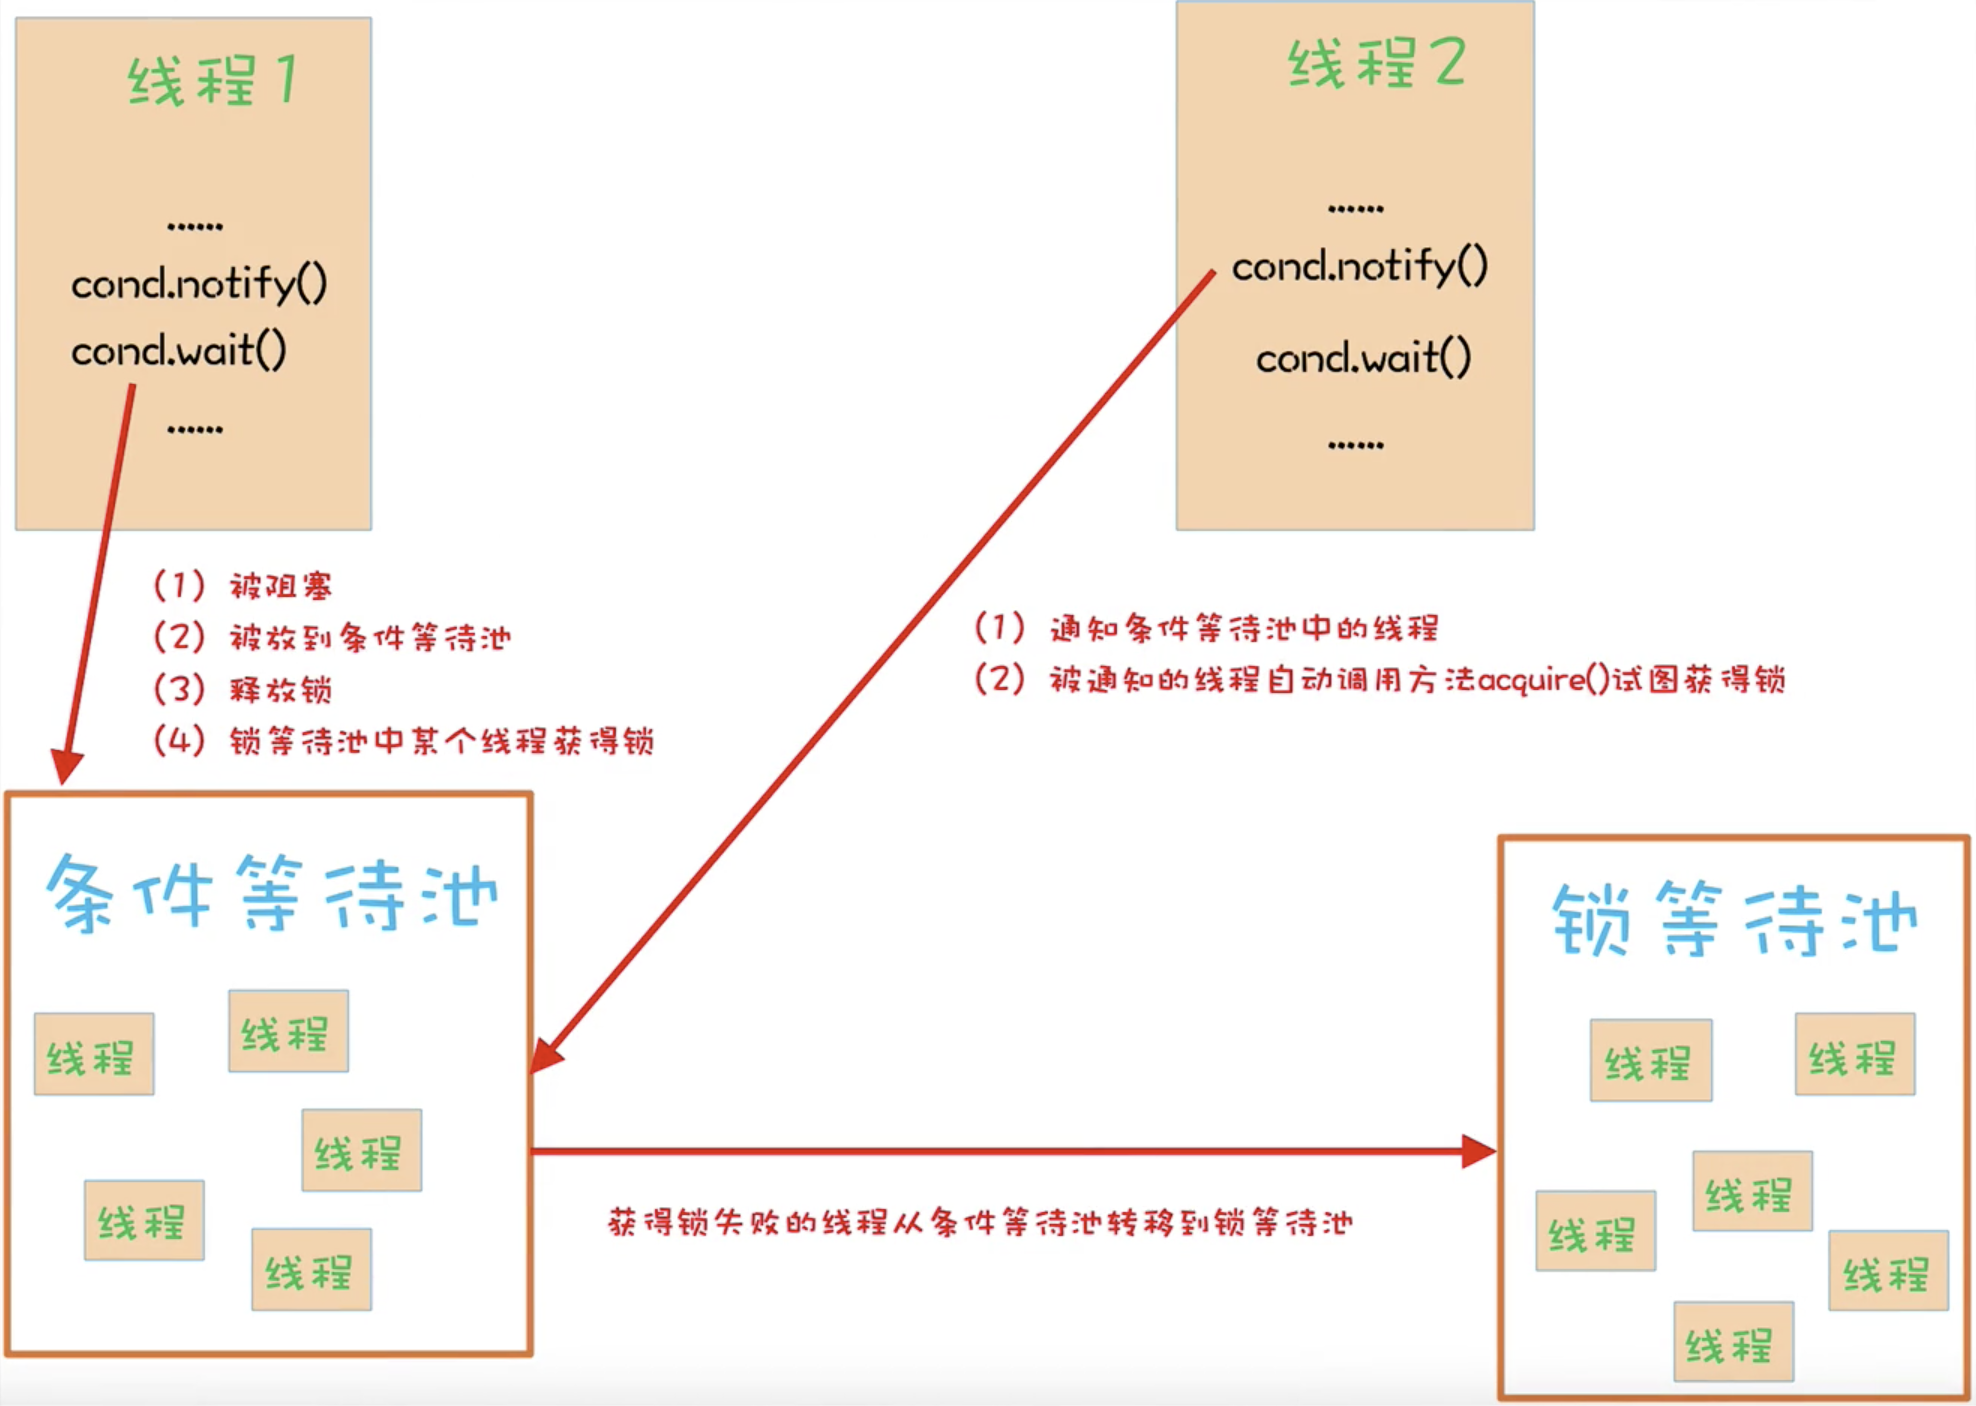 线程1
......
cond.notify()
cond.wait()
......
线程2
......
cond.notify()
cond.wait()
......
(1) 被阻塞
(2) 被放到条件等待池
(3) 释放锁
(4) 锁等待池中某个线程获得锁
(1) 通知条件等待池中的线程
(2) 被通知的线程自动调用方法acquire()试图获得锁
条件等待池
线程
线程
线程
线程
线程
获得锁失败的线程从条件等待池转移到锁等待池
锁等待池
线程
线程
线程
线程
线程
线程